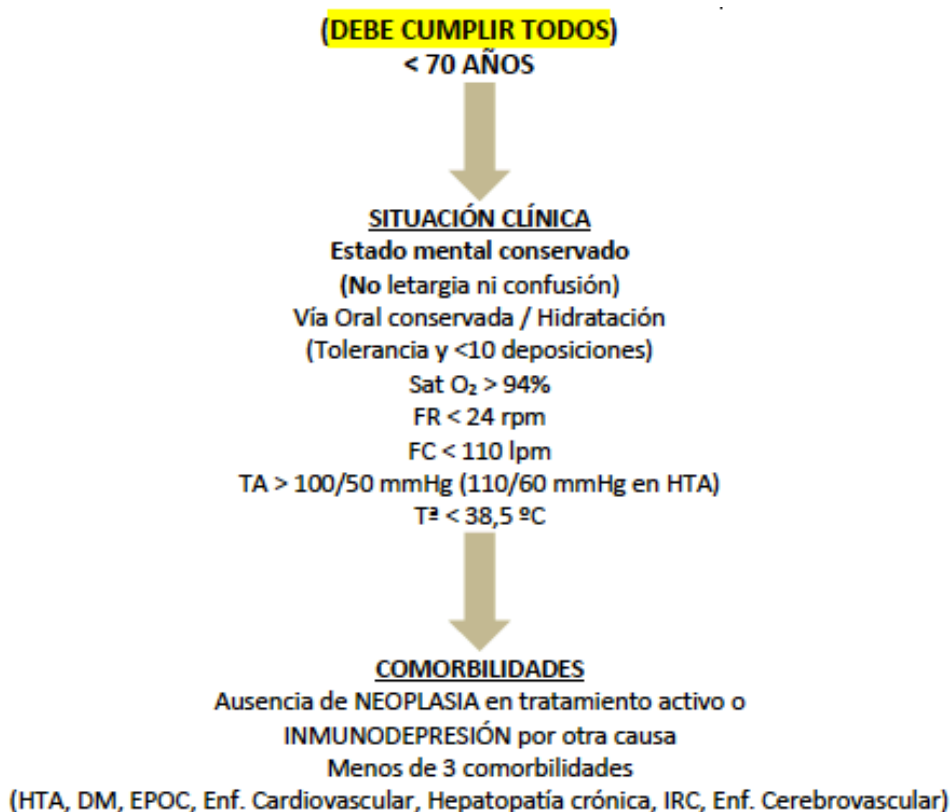 (DEBE CUMPLIR TODOS)
< 70 AÑOS
SITUACIÓN CLÍNICA
Estado mental conservado
(No letargia ni confusión)
Vía Oral conservada / Hidratación
(Tolerancia y <10 deposiciones)
Sat O₂ > 94%
FR < 24 rpm
FC < 110 lpm
TA > 100/50 mmHg (110/60 mmHg en HTA)
Tª < 38,5 ºC
COMORBILIDADES
Ausencia de NEOPLASIA en tratamiento activo o
INMUNODEPRESIÓN por otra causa
Menos de 3 comorbilidades
(HTA, DM, EPOC, Enf. Cardiovascular, Hepatopatía crónica, IRC, Enf. Cerebrovascular)